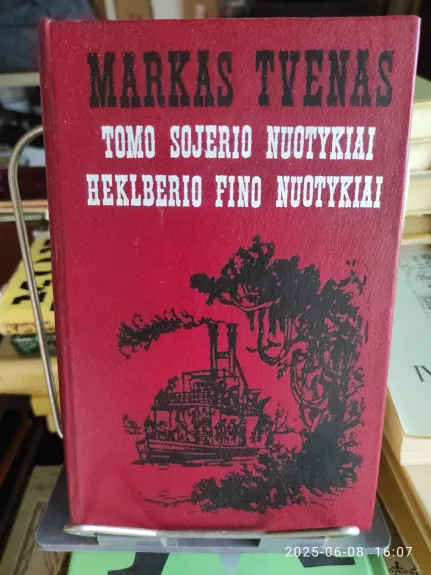 MARKAS TVENAS
TOMO SOJERIO NUOTYKIAI
HEKLBERIO FINO NUOTYKIAI
2025-06-08 16:07